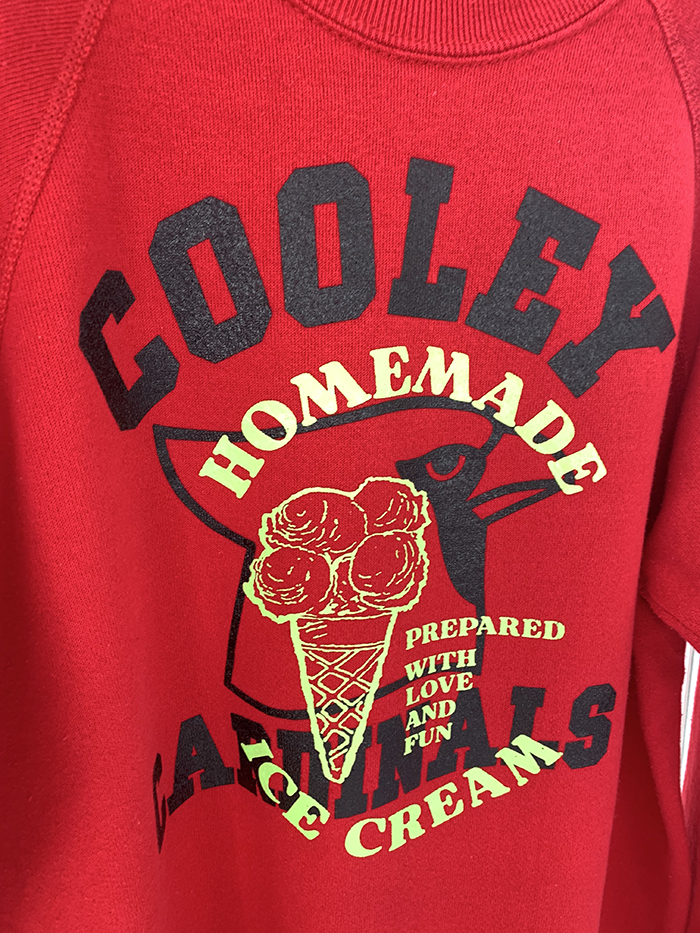 COOLEY
HOMEMADE
PREPARED
WITH
LOVE
AND
FUN
CARDINALS
ICE CREAM